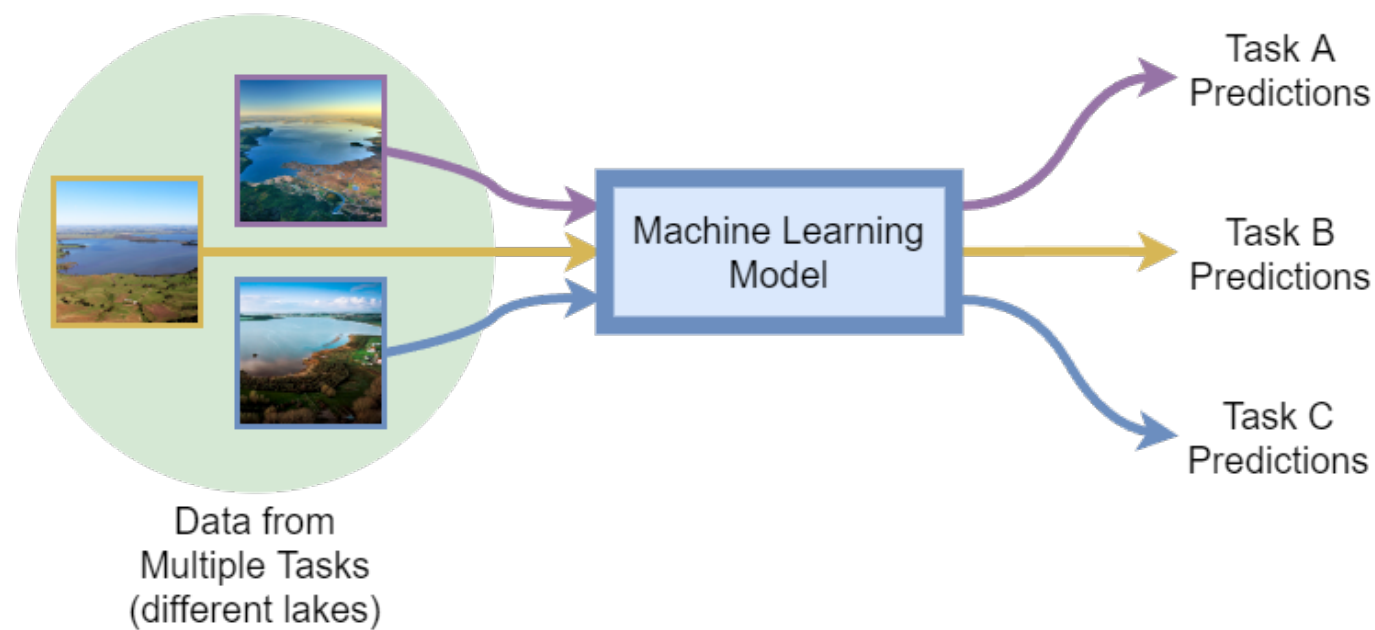 Task A
Predictions
Machine Learning
Model
Task B
Predictions
Task C
Predictions
Data from
Multiple Tasks
(different lakes)